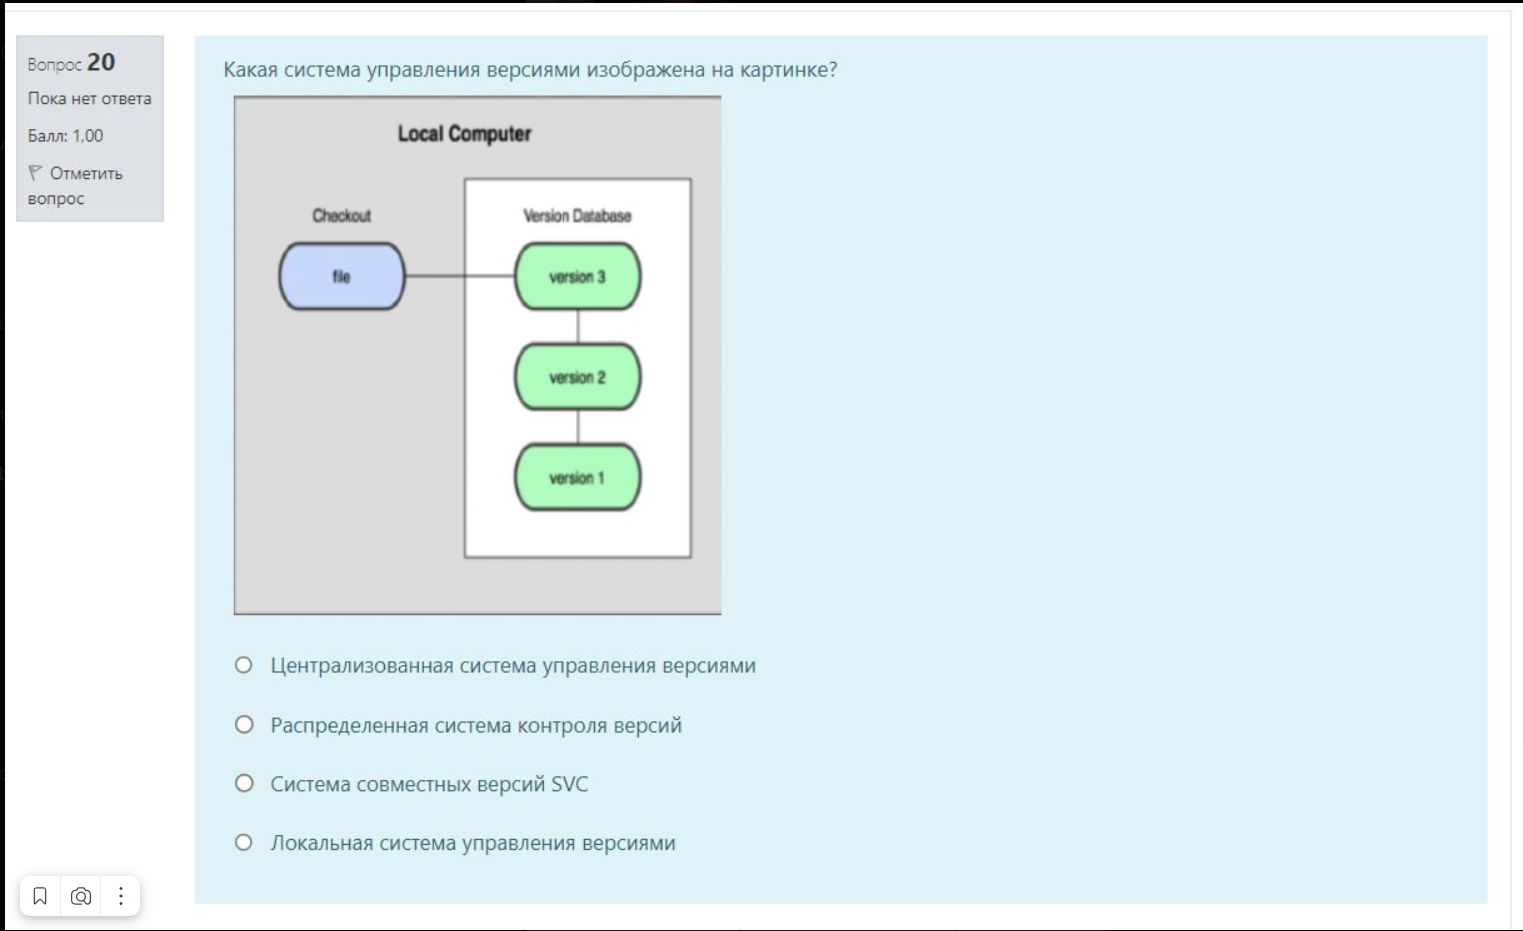 Вопрос 20
Пока нет ответа
Балл: 1,00
Отметить
вопрос
Какая система управления версиями изображена на картинке?
Local Computer
Checkout
Version Database
file
version 3
version 2
version 1
Централизованная система управления версиями
Распределенная система контроля версий
Система совместных версий SVC
Локальная система управления версиями